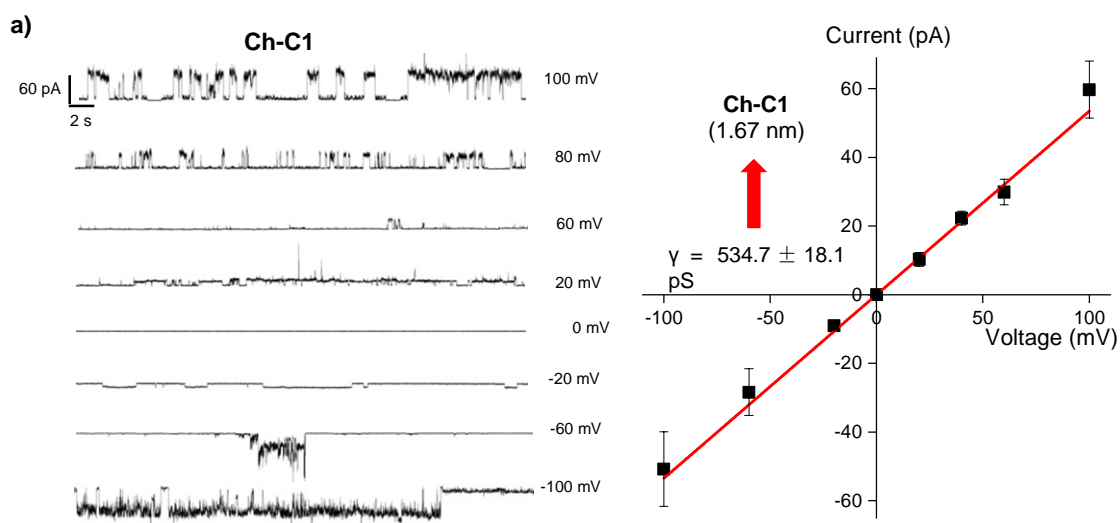 a)
Ch-C1
100 mV
60 pA
2 s
80 mV
60 mV
20 mV
0 mV
-20 mV
-60 mV
-100 mV
Current (pA)
Ch-C1
(1.67 nm)
γ = 534.7 ± 18.1
pS
60
40
20
0
-20
-40
-60
-100
-50
0
50
100
Voltage (mV)